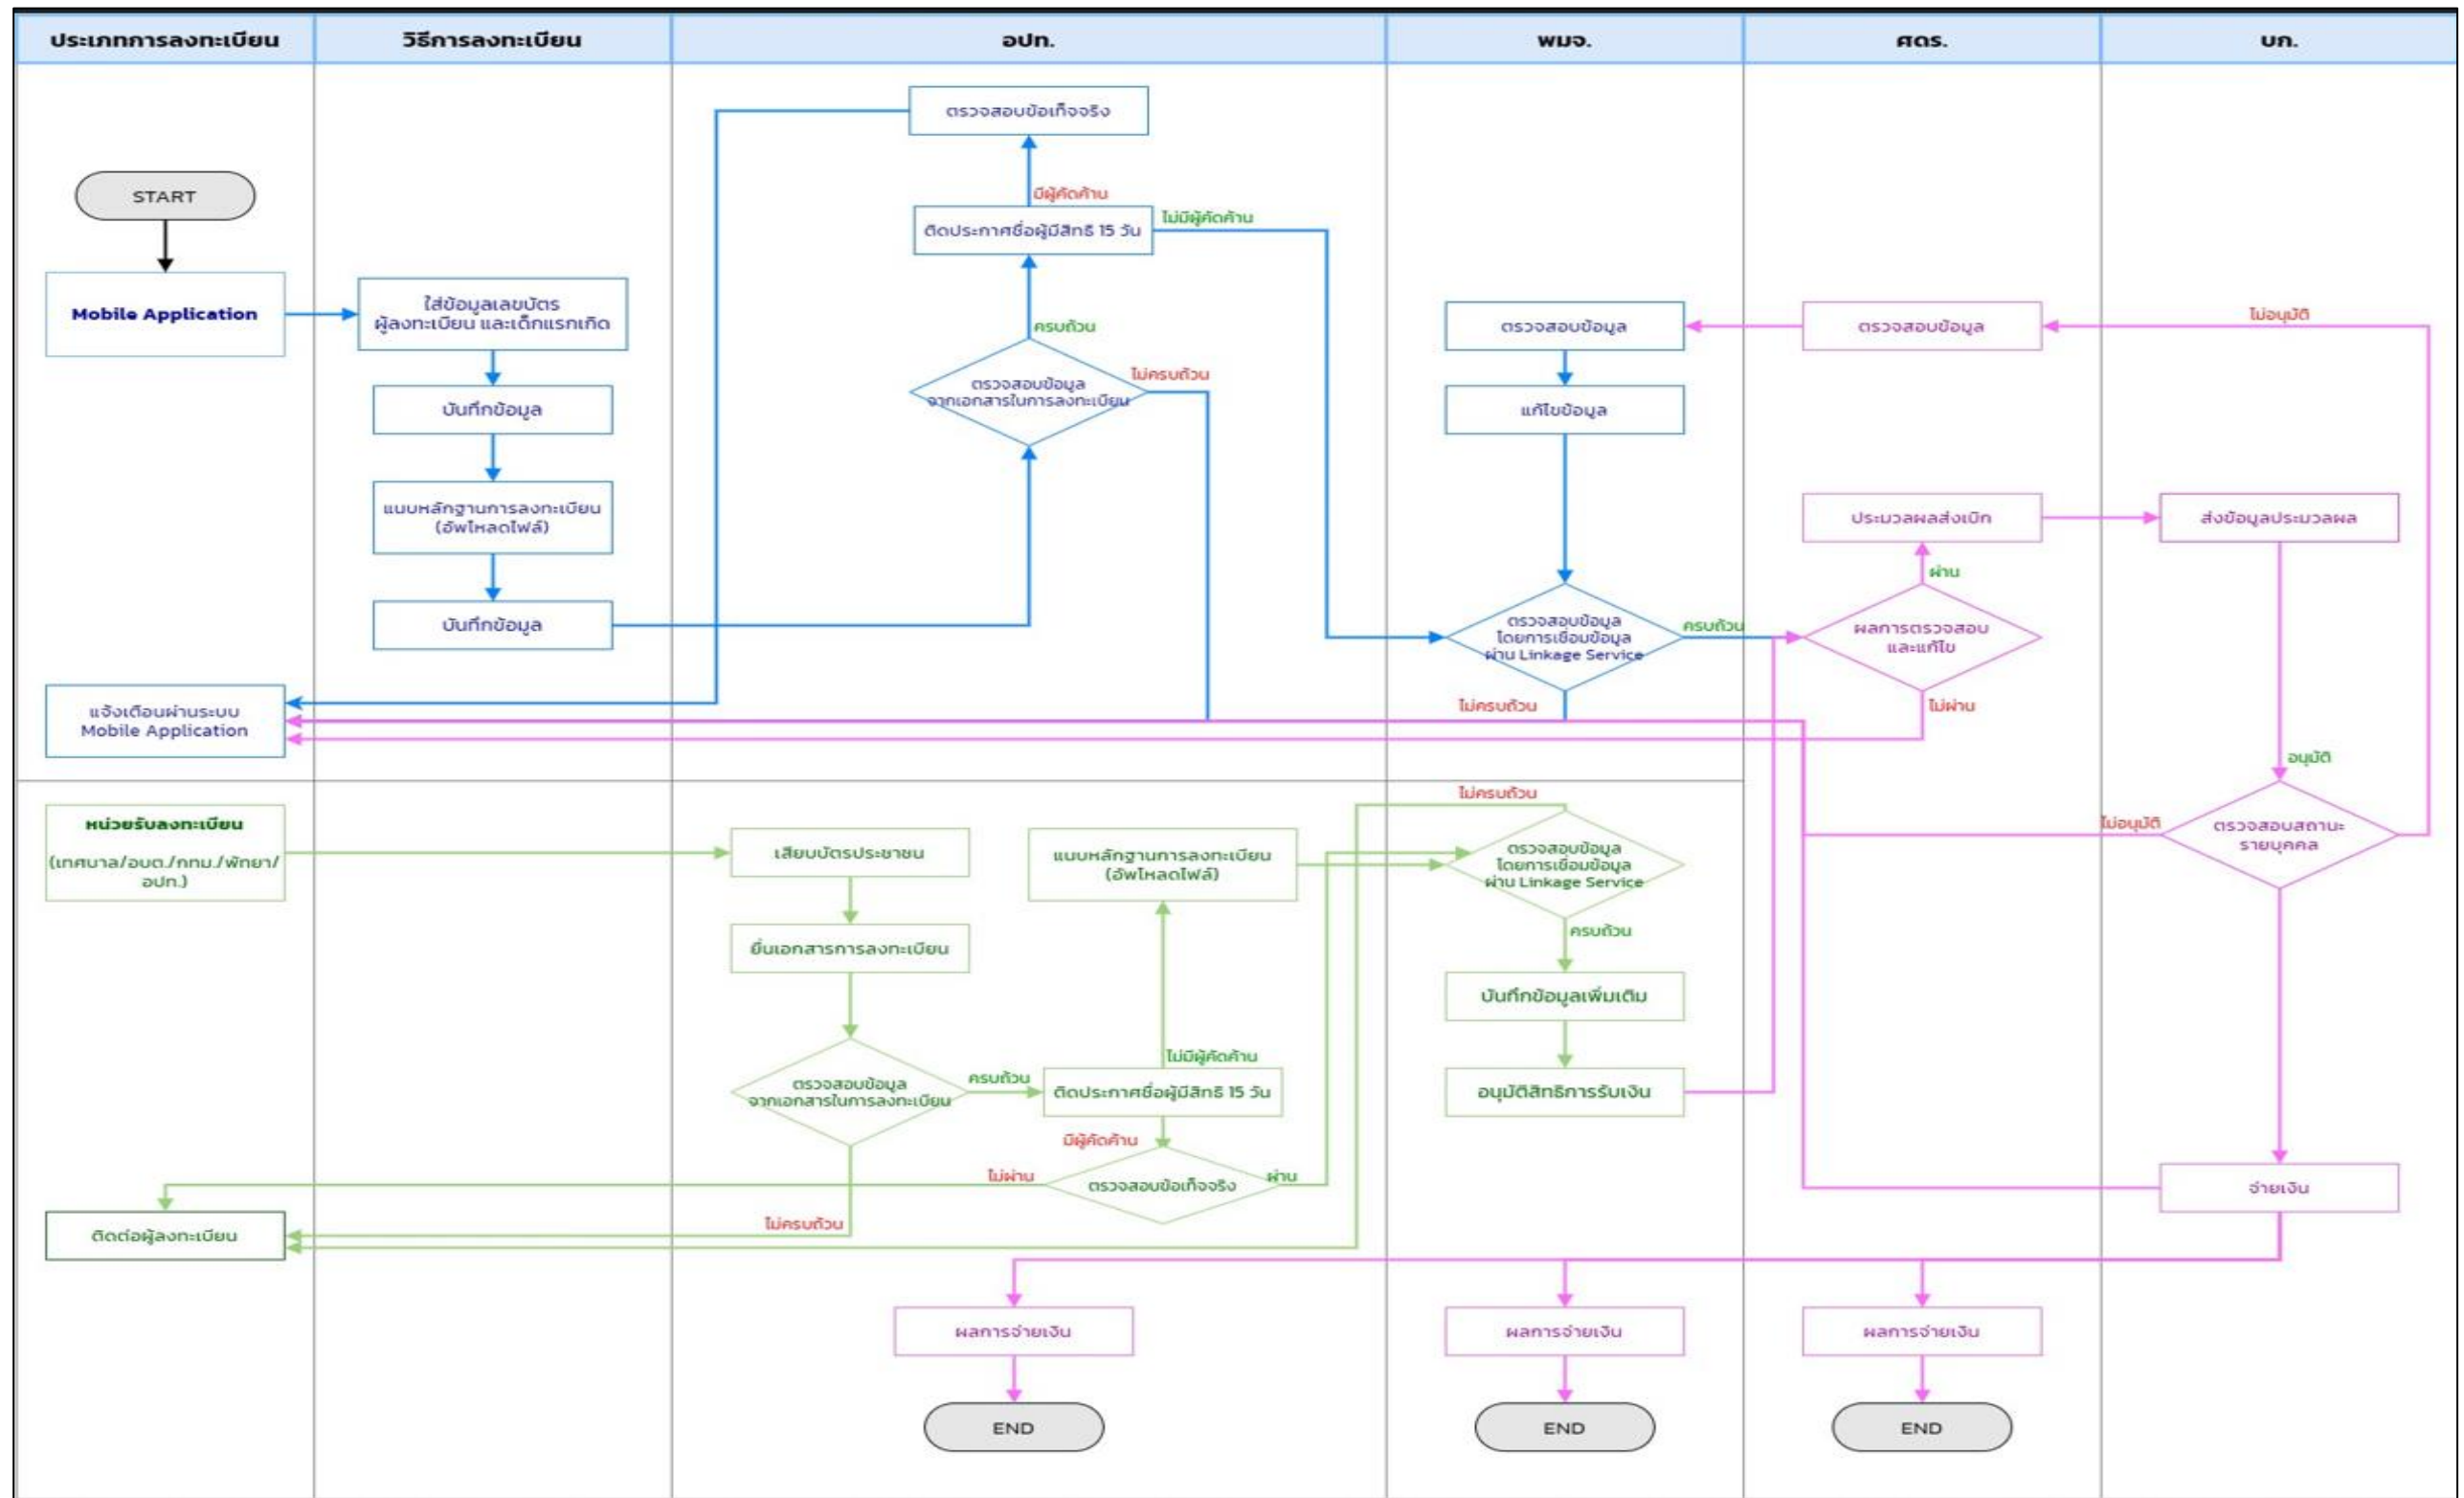 ประเภทการลงทะเบียน
วิธีการลงทะเบียน
อปท.
พมจ.
ศดร.
บก.
START
Mobile Application
ใส่ข้อมูลเลขบัตร
ผู้ลงทะเบียน และเด็กแรกเกิด
บันทึกข้อมูล
แนบหลักฐานการลงทะเบียน
(อัพโหลดไฟล์)
บันทึกข้อมูล
แจ้งเตือนผ่านระบบ
Mobile Application
ตรวจสอบข้อเท็จจริง
มีผู้คัดค้าน
ติดประกาศชื่อผู้มีสิทธิ 15 วัน
ไม่มีผู้คัดค้าน
ครบถ้วน
ตรวจสอบข้อมูล
จากเอกสารในการลงทะเบียน
ไม่ครบถ้วน
ตรวจสอบข้อมูล
แก้ไขข้อมูล
ตรวจสอบข้อมูล
โดยการเชื่อมข้อมูล
ผ่าน Linkage Service
ครบถ้วน
ไม่ครบถ้วน
ตรวจสอบข้อมูล
ไม่อนุมัติ
ประมวลผลส่งเบิก
ส่งข้อมูลประมวลผล
ผ่าน
ผลการตรวจสอบ
และแก้ไข
ไม่ผ่าน
อนุมัติ
ไม่อนุมัติ
ตรวจสอบสถานะ
รายบุคคล
หน่วยรับลงทะเบียน
(เทศบาล/อบต./กทม./พัทยา/
อปท.)
เสียบบัตรประชาชน
ยื่นเอกสารการลงทะเบียน
ตรวจสอบข้อมูล
จากเอกสารในการลงทะเบียน
ครบถ้วน
ไม่ครบถ้วน
แนบหลักฐานการลงทะเบียน
(อัพโหลดไฟล์)
ไม่มีผู้คัดค้าน
ติดประกาศชื่อผู้มีสิทธิ 15 วัน
มีผู้คัดค้าน
ไม่ผ่าน
ตรวจสอบข้อเท็จจริง
ผ่าน
ไม่ครบถ้วน
ตรวจสอบข้อมูล
โดยการเชื่อมข้อมูล
ผ่าน Linkage Service
ครบถ้วน
บันทึกข้อมูลเพิ่มเติม
อนุมัติสิทธิการรับเงิน
ติดต่อผู้ลงทะเบียน
จ่ายเงิน
ผลการจ่ายเงิน
ผลการจ่ายเงิน
ผลการจ่ายเงิน
END
END
END